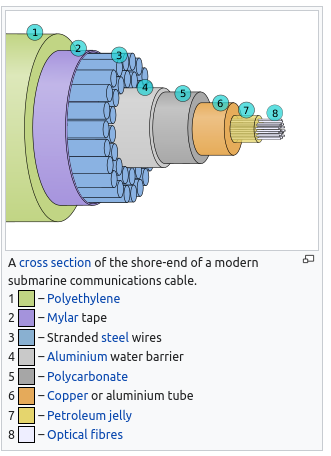 1
2
3
4
5
6
7
8
A cross section of the shore-end of a modern
submarine communications cable.
1 – Polyethylene
2 – Mylar tape
3 – Stranded steel wires
4 – Aluminium water barrier
5 – Polycarbonate
6 – Copper or aluminium tube
7 – Petroleum jelly
8 – Optical fibres